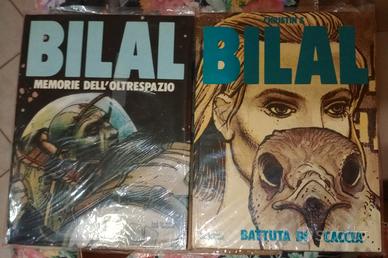 BILAL
MEMORIE DELL'OLTRESPAZIO
CHRISTIN &
BILAL
BATTUTA DI CACCIA